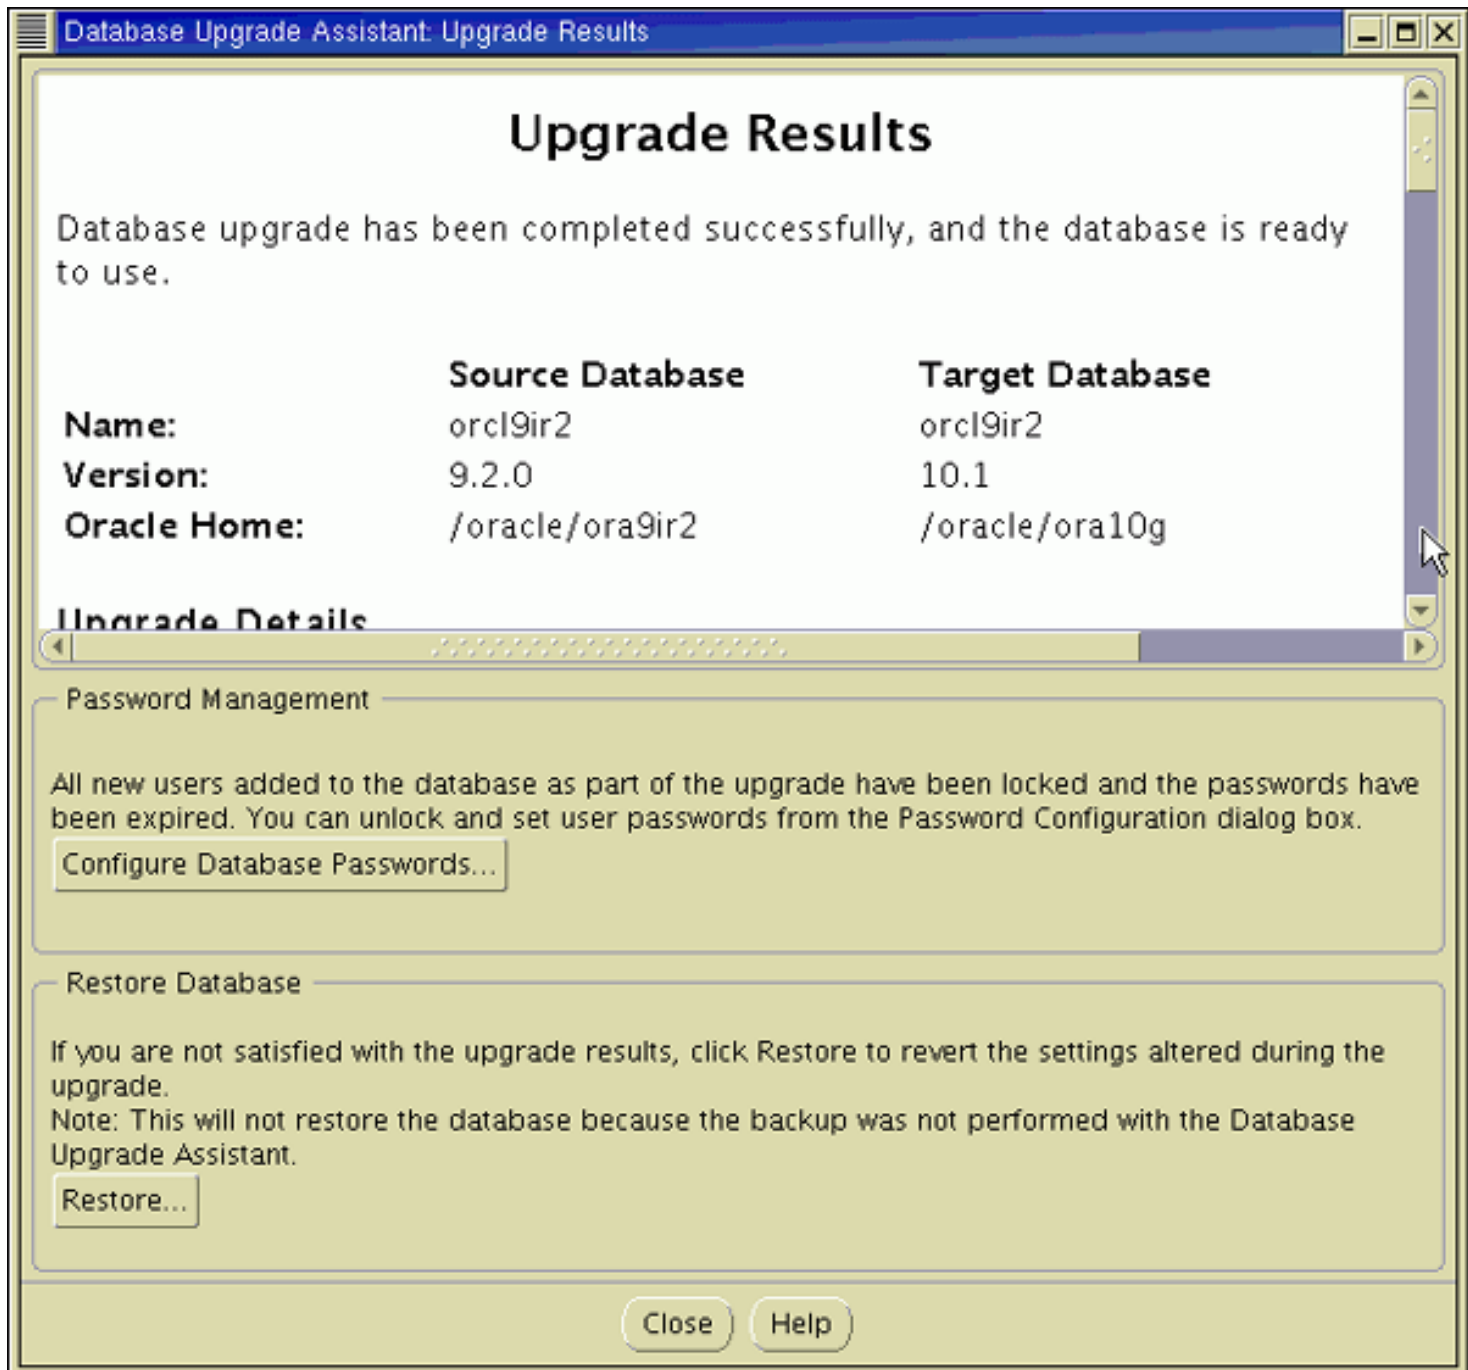 Database Upgrade Assistant: Upgrade Results
Upgrade Results
Database upgrade has been completed successfully, and the database is ready
to use.
Source Database Target Database
Name: orcl9ir2 orcl9ir2
Version: 9.2.0 10.1
Oracle Home: /oracle/ora9ir2 /oracle/ora10g
Upgrade Details
Password Management
All new users added to the database as part of the upgrade have been locked and the passwords have
been expired. You can unlock and set user passwords from the Password Configuration dialog box.
Configure Database Passwords...
Restore Database
If you are not satisfied with the upgrade results, click Restore to revert the settings altered during the
upgrade.
Note: This will not restore the database because the backup was not performed with the Database
Upgrade Assistant.
Restore...
Close Help